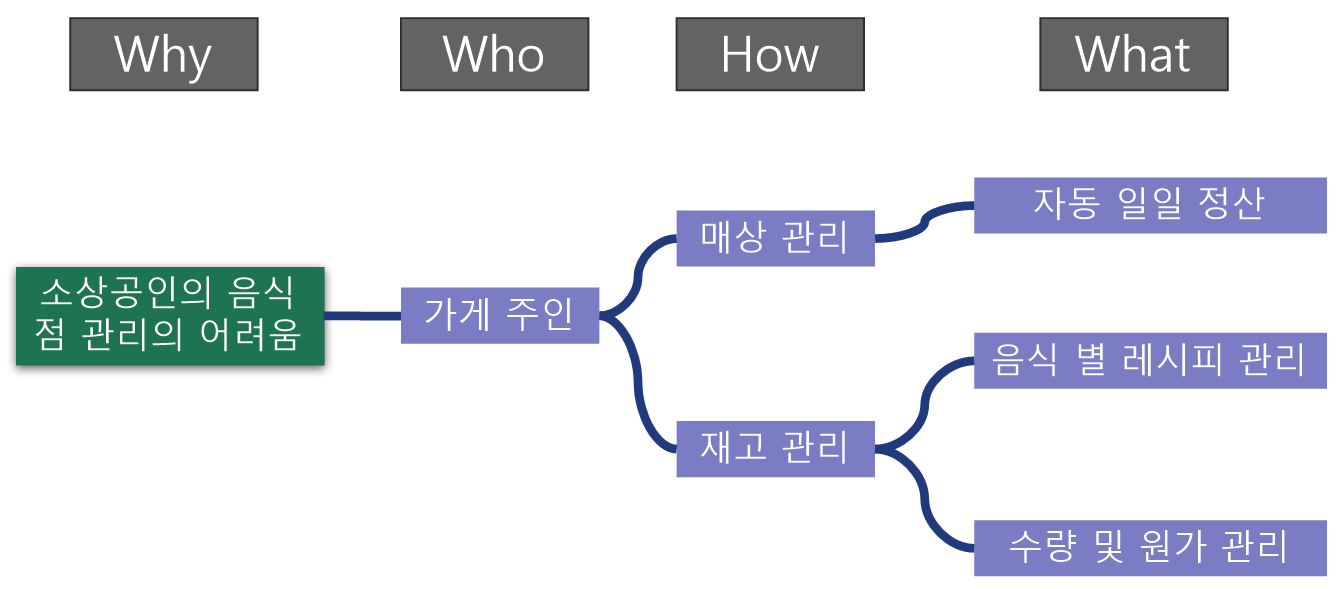 Why
Who
How
What
소상공인의 음식
점 관리의 어려움
가게 주인
매상 관리
재고 관리
자동 일일 정산
음식 별 레시피 관리
수량 및 원가 관리